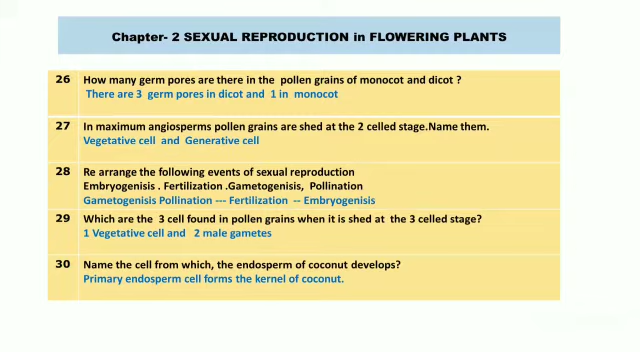 Chapter- 2 SEXUAL REPRODUCTION in FLOWERING PLANTS
26 How many germ pores are there in the pollen grains of monocot and dicot ?
There are 3 germ pores in dicot and 1 in monocot
27 In maximum angiosperms pollen grains are shed at the 2 celled stage.Name them.
Vegetative cell and Generative cell
28 Re arrange the following events of sexual reproduction
Embryogenisis . Fertilization .Gametogenisis, Pollination
Gametogenisis Pollination --- Fertilization -- Embryogenisis
29 Which are the 3 cell found in pollen grains when it is shed at the 3 celled stage?
1 Vegetative cell and 2 male gametes
30 Name the cell from which, the endosperm of coconut develops?
Primary endosperm cell forms the kernel of coconut.